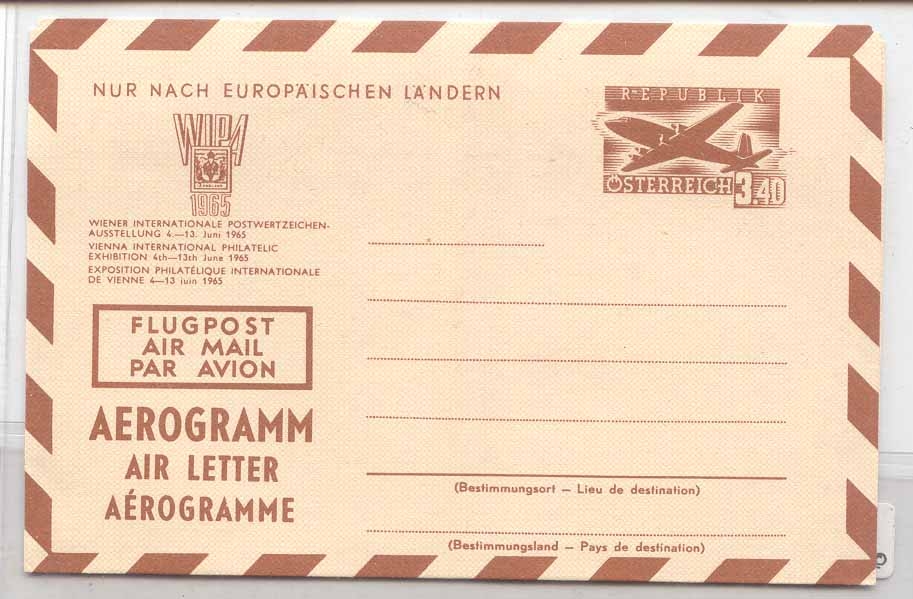 NUR NACH EUROPÄISCHEN LÄNDERN
WIPA
1965
WIENER INTERNATIONALE POSTWERTZEICHEN-
AUSSTELLUNG 4.—13. Juni 1965
VIENNA INTERNATIONAL PHILATELIC
EXHIBITION 4th—13th June 1965
EXPOSITION PHILATÉLIQUE INTERNATIONALE
DE VIENNE 4—13 juin 1965
FLUGPOST
AIR MAIL
PAR AVION
AEROGRAMM
AIR LETTER
AÉROGRAMME
REPUBLIK
ÖSTERREICH 3.40
(Bestimmungsort — Lieu de destination)
(Bestimmungsland — Pays de destination)